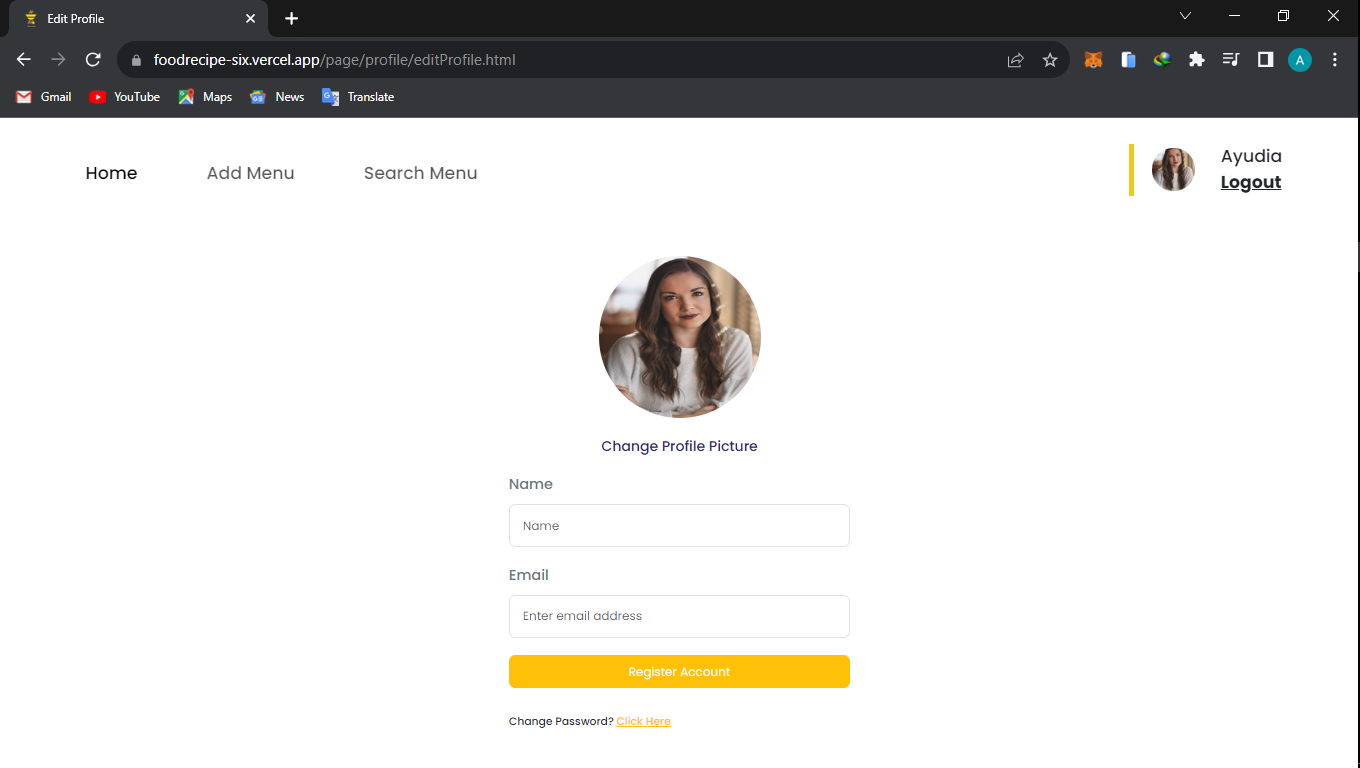 Edit Profile
foodrecipe-six.vercel.app/page/profile/editProfile.html
A
Gmail
YouTube
Maps
News
Translate
Home
Add Menu
Search Menu
Ayudia
Logout
Change Profile Picture
Name
Name
Email
Enter email address
Register Account
Change Password? Click Here